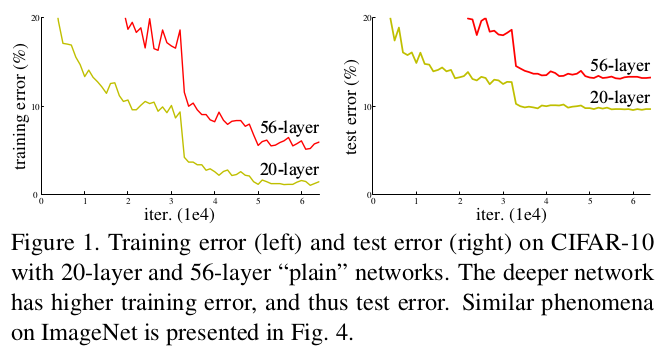 20
10
0
0
1
2
3
4
5
6
training error (%)
iter. (1e4)
56-layer
20-layer
20
10
0
0
1
2
3
4
5
6
test error (%)
iter. (1e4)
56-layer
20-layer
Figure 1. Training error (left) and test error (right) on CIFAR-10
with 20-layer and 56-layer “plain” networks. The deeper network
has higher training error, and thus test error. Similar phenomena
on ImageNet is presented in Fig. 4.